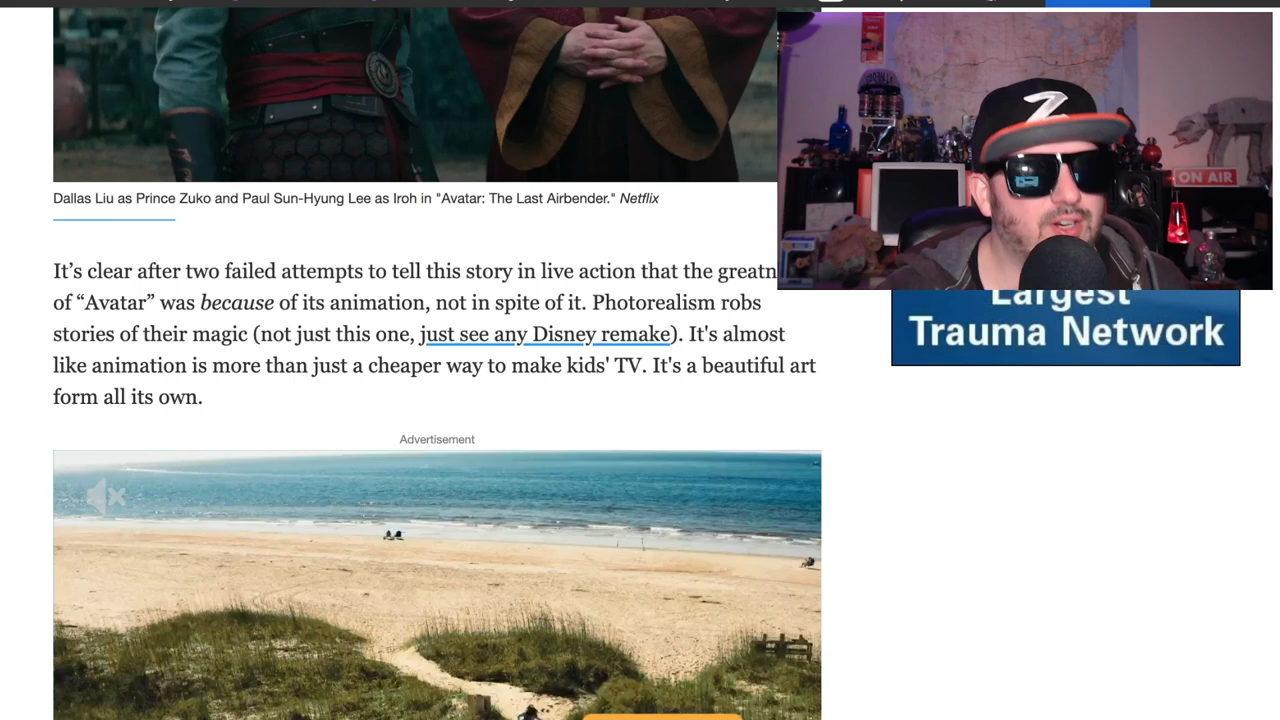 Dallas Liu as Prince Zuko and Paul Sun-Hyung Lee as Iroh in "Avatar: The Last Airbender." Netflix
It’s clear after two failed attempts to tell this story in live action that the greatn
of “Avatar” was because of its animation, not in spite of it. Photorealism robs
stories of their magic (not just this one, just see any Disney remake). It's almost
like animation is more than just a cheaper way to make kids' TV. It's a beautiful art
form all its own.
Advertisement
ON AIR
Largest
Trauma Network